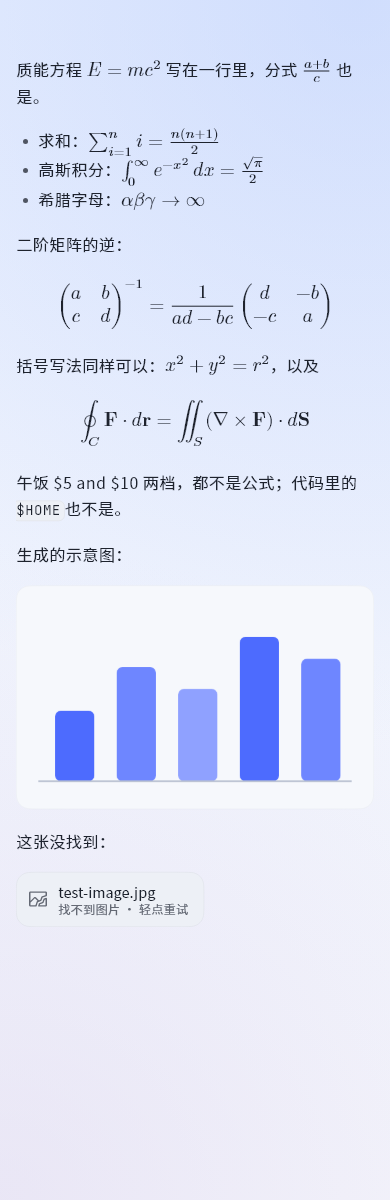 质能方程 E = mc² 写在一行里，分式 a+b/c 也
是。
• 求和：∑ᵢ₌₁ⁿ i = n(n+1)/2
• 高斯积分：∫₀^∞ e^(−x²) dx = √π/2
• 希腊字母：αβγ → ∞
二阶矩阵的逆：
(a b; c d)⁻¹ = 1/(ad − bc) (d −b; −c a)
括号写法同样可以：x² + y² = r²，以及
∮_C F · dr = ∬_S (∇ × F) · dS
午饭 $5 and $10 两档，都不是公式；代码里的
$HOME 也不是。
生成的示意图：
这张没找到：
test-image.jpg
找不到图片 · 轻点重试